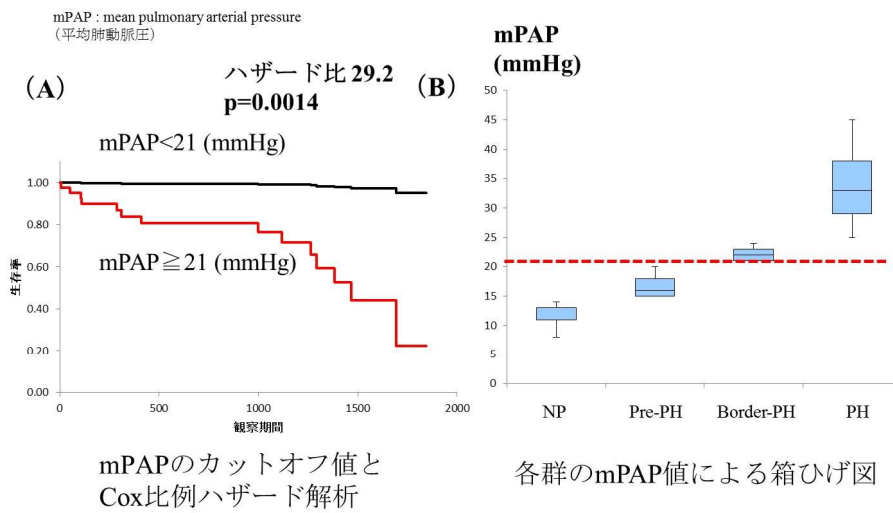 mPAP : mean pulmonary arterial pressure
（平均肺動脈圧）
（A）
ハザード比 29.2
p=0.0014
mPAP<21 (mmHg)
mPAP≧21 (mmHg)
生存率
1.00
0.80
0.60
0.40
0.20
0.00
0
500
1000
1500
2000
観察期間
mPAPのカットオフ値と
Cox比例ハザード解析
（B）
mPAP
(mmHg)
50
45
40
35
30
25
20
15
10
5
0
NP
Pre-PH
Border-PH
PH
各群のmPAP値による箱ひげ図